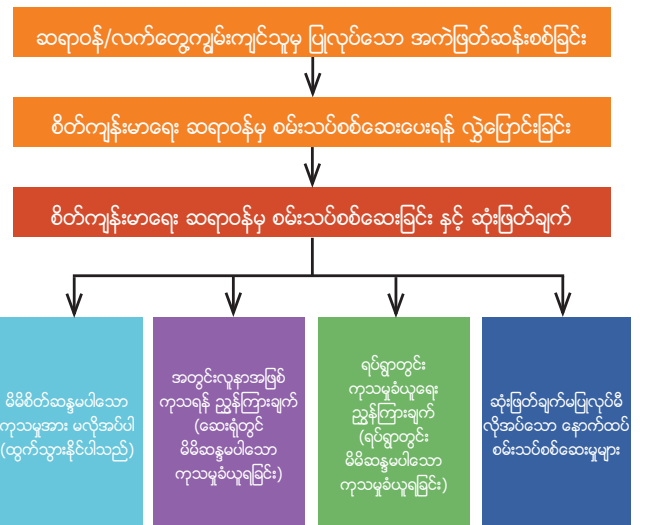 ဆရာဝန်/လက်တွေ့ကျွမ်းကျင်သူမှ ပြုလုပ်သော အကဲဖြတ်ဆန်းစစ်ခြင်း
စိတ်ကျန်းမာရေး ဆရာဝန်မှ စမ်းသပ်စစ်ဆေးပေးရန် လွှဲပြောင်းခြင်း
စိတ်ကျန်းမာရေး ဆရာဝန်မှ စမ်းသပ်စစ်ဆေးခြင်း နှင့် ဆုံးဖြတ်ချက်
မိမိစိတ်ဆန္ဒမပါသော
ကုသမှုအား မလိုအပ်ပါ
(ထွက်သွားနိုင်ပါသည်)
အတွင်းလူနာအဖြစ်
ကုသရန် ညွှန်ကြားချက်
(ဆေးရုံတွင်
မိမိဆန္ဒမပါသော
ကုသမှုခံယူရခြင်း)
ရပ်ရွာတွင်း
ကုသမှုခံယူရေး
ညွှန်ကြားချက်
(ရပ်ရွာတွင်း
မိမိဆန္ဒမပါသော
ကုသမှုခံယူရခြင်း)
ဆုံးဖြတ်ချက်မပြုလုပ်မီ
လိုအပ်သော နောက်ထပ်
စမ်းသပ်စစ်ဆေးမှုများ